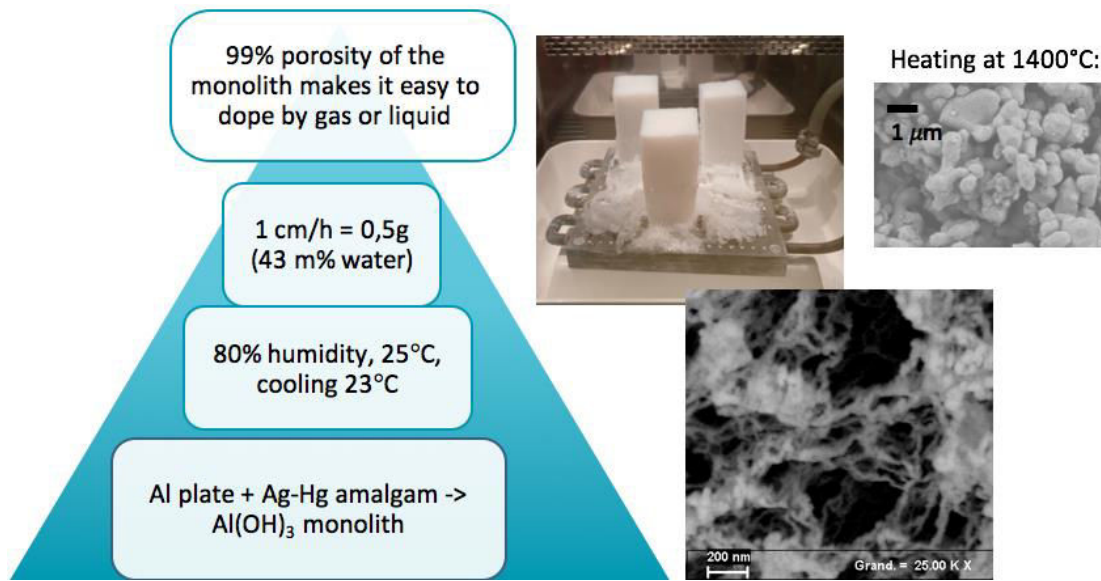 99% porosity of the
monolith makes it easy to
dope by gas or liquid
1 cm/h = 0,5g
(43 m% water)
80% humidity, 25°C,
cooling 23°C
Al plate + Ag-Hg amalgam ->
Al(OH)₃ monolith
Heating at 1400°C:
1 μm
200 nm
Grand. = 25.00 K X